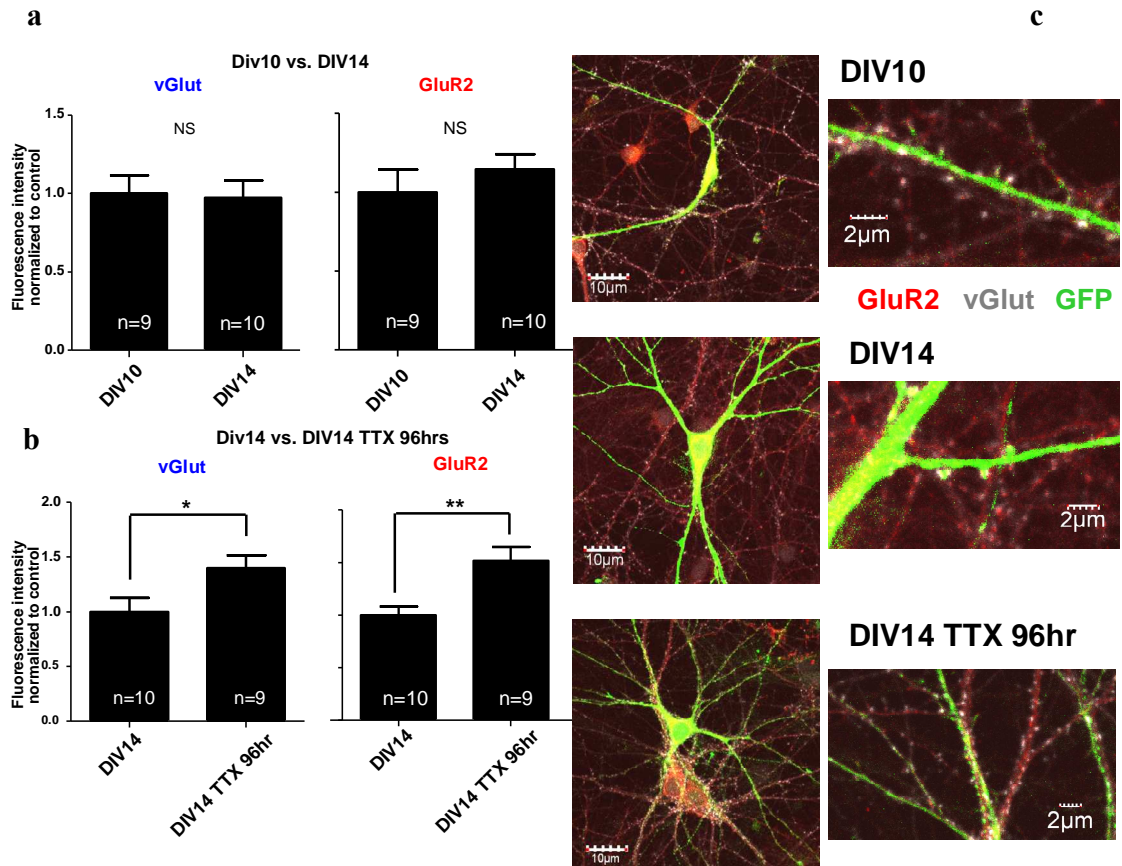 a
Div10 vs. DIV14
vGlut
GluR2
Fluorescence intensity
normalized to control
1.5
1.0
0.5
0.0
NS
NS
n=9
n=10
n=9
n=10
DIV10
DIV14
DIV10
DIV14
b
Div14 vs. DIV14 TTX 96hrs
vGlut
GluR2
Fluorescence intensity
normalized to control
2.0
1.5
1.0
0.5
0.0
*
**
n=10
n=9
n=10
n=9
DIV14
DIV14 TTX 96hr
DIV14
DIV14 TTX 96hr
c
10µm
DIV10
2µm
GluR2 vGlut GFP
10µm
DIV14
2µm
10µm
DIV14 TTX 96hr
2µm